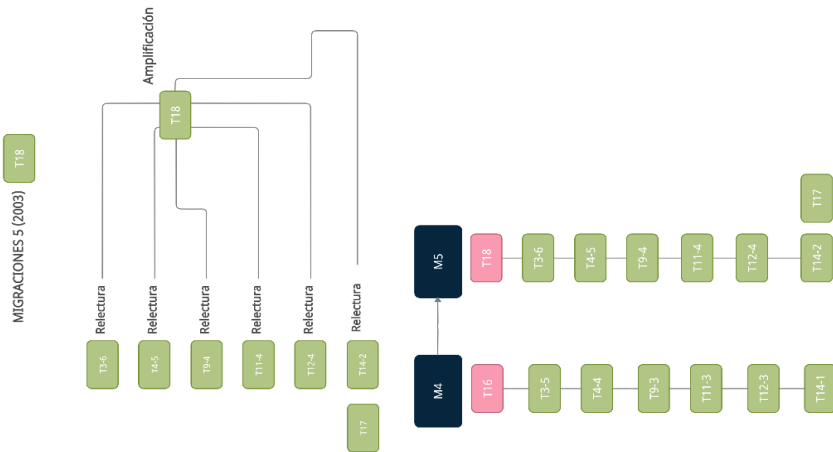 MIGRACIONES 5 (2003)
T18
T3-6
Relectura
Amplificación
T4-5
Relectura
T18
T9-4
Relectura
T11-4
Relectura
T12-4
Relectura
T17
T14-2
Relectura
M4
M5
T16
T18
T3-5
T3-6
T4-4
T4-5
T9-3
T9-4
T11-3
T11-4
T12-3
T12-4
T14-1
T14-2
T17